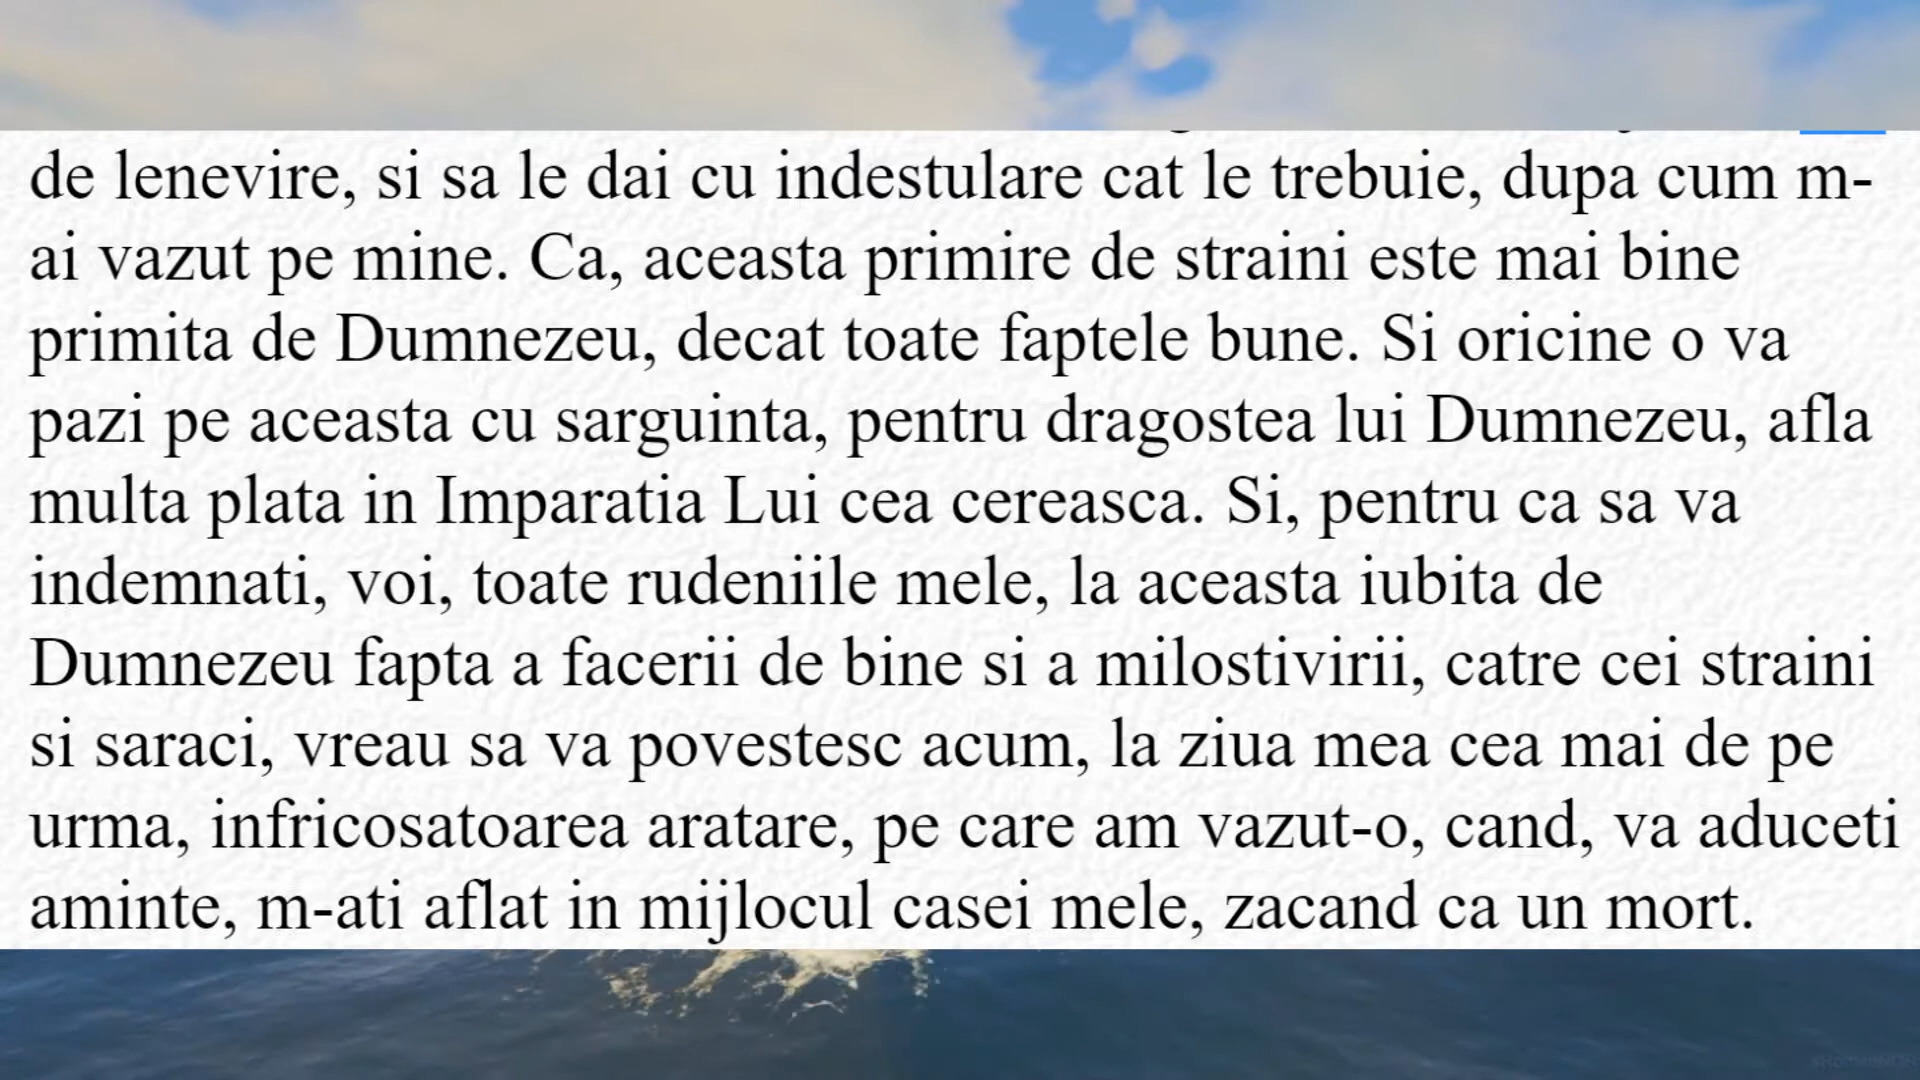 de lenevire, si sa le dai cu indestulare cat le trebuie, dupa cum m-
ai vazut pe mine. Ca, aceasta primire de straini este mai bine
primita de Dumnezeu, decat toate faptele bune. Si oricine o va
pazi pe aceasta cu sarguinta, pentru dragostea lui Dumnezeu, afla
multa plata in Imparatia Lui cea cereasca. Si, pentru ca sa va
indemnati, voi, toate rudeniile mele, la aceasta iubita de
Dumnezeu fapta a facerii de bine si a milostivirii, catre cei straini
si saraci, vreau sa va povestesc acum, la ziua mea cea mai de pe
urma, infricosatoarea aratare, pe care am vazut-o, cand, va aduceti
aminte, m-ati aflat in mijlocul casei mele, zacand ca un mort.